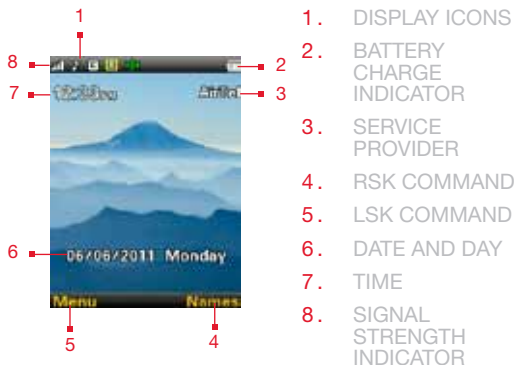 1
8
2
7
Airtel
3
6
06/06/2011 Monday
Menu
Names
5
4
1. DISPLAY ICONS
2. BATTERY
CHARGE
INDICATOR
3. SERVICE
PROVIDER
4. RSK COMMAND
5. LSK COMMAND
6. DATE AND DAY
7. TIME
8. SIGNAL
STRENGTH
INDICATOR